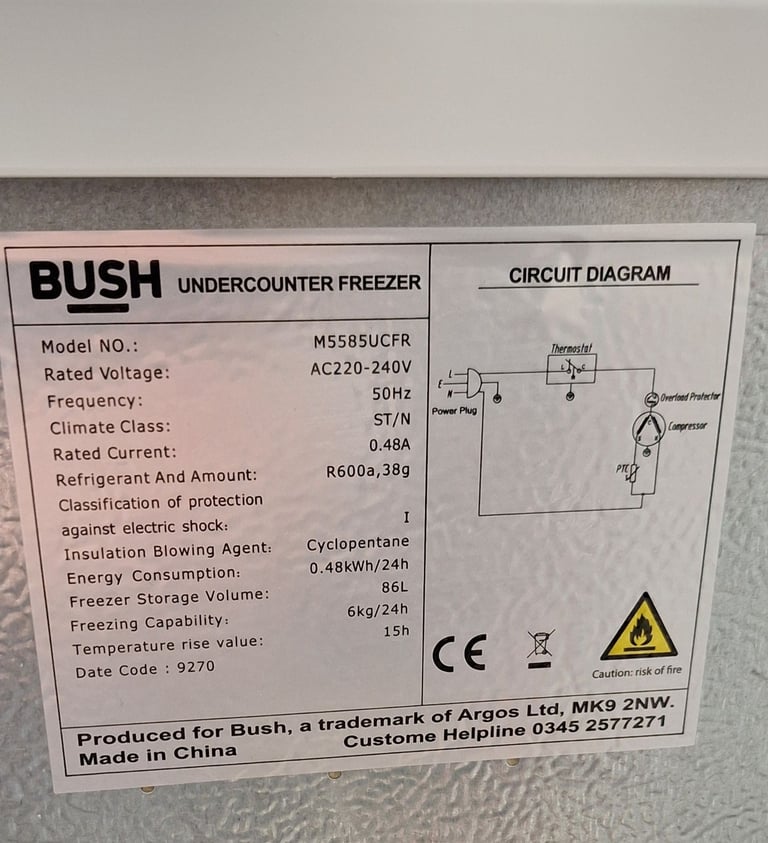 BUSH UNDERCOUNTER FREEZER
Model NO.: M5585UCFR
Rated Voltage: AC220-240V
Frequency: 50Hz
Climate Class: ST/N
Rated Current: 0.48A
Refrigerant And Amount: R600a,38g
Classification of protection
against electric shock: I
Insulation Blowing Agent: Cyclopentane
Energy Consumption: 0.48kWh/24h
Freezer Storage Volume: 86L
Freezing Capability: 6kg/24h
Temperature rise value: 15h
Date Code : 9270
CIRCUIT DIAGRAM
Thermostat
L
E
N
Power Plug
L C
Overload Protector
C
Compressor
PTC
CE
Caution: risk of fire
Produced for Bush, a trademark of Argos Ltd, MK9 2NW.
Made in China Custome Helpline 0345 2577271